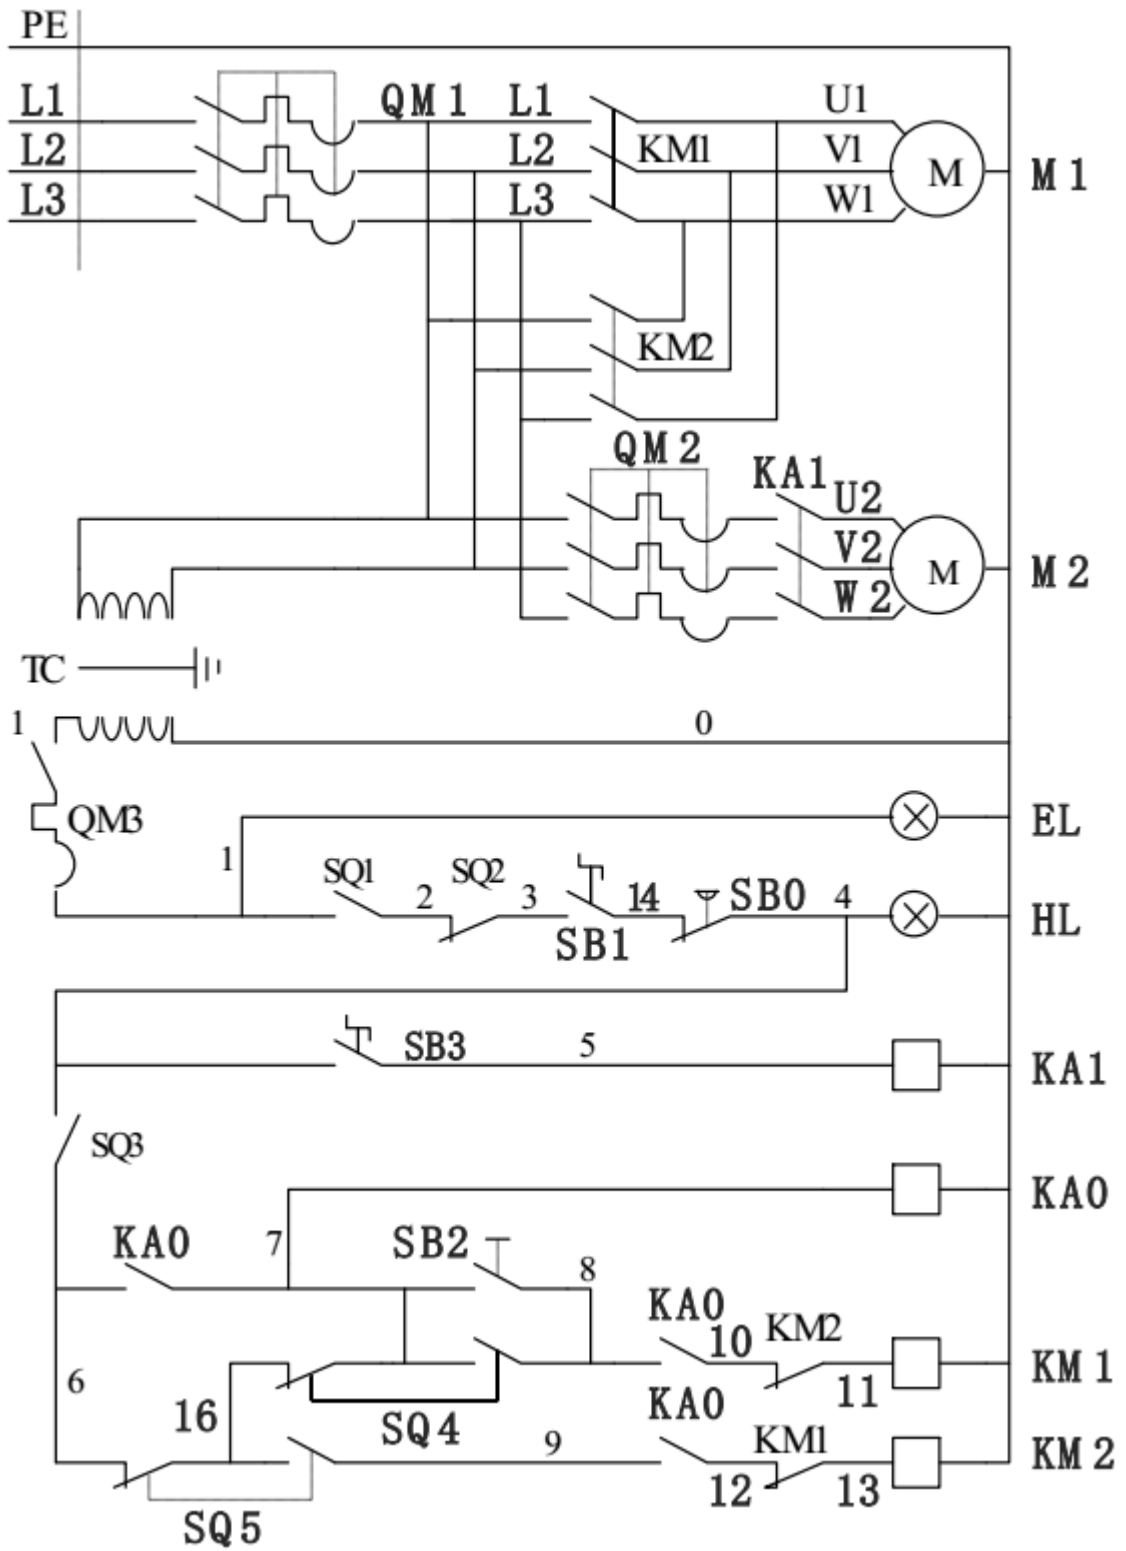 PE
L1 QM1 L1 U1
L2 L2 KM1 V1 M M1
L3 L3 W1
KM2
QM2
KA1 U2
V2
M M2
W2
TC
1 0
QM3 EL
1 SQ1 2 SQ2 3 14 SB0 4 HL
SB1
SB3 5 KA1
SQ3
KA0
KA0 7 SB2 8
KA0 10 KM2
6 KM1
16 SQ4 KA0 11
9 KM1 KM2
12 13
SQ5